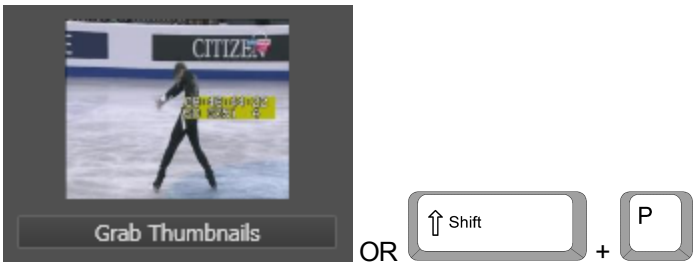 CITIZEN
Grab Thumbnails
OR
⇧ Shift
+
P